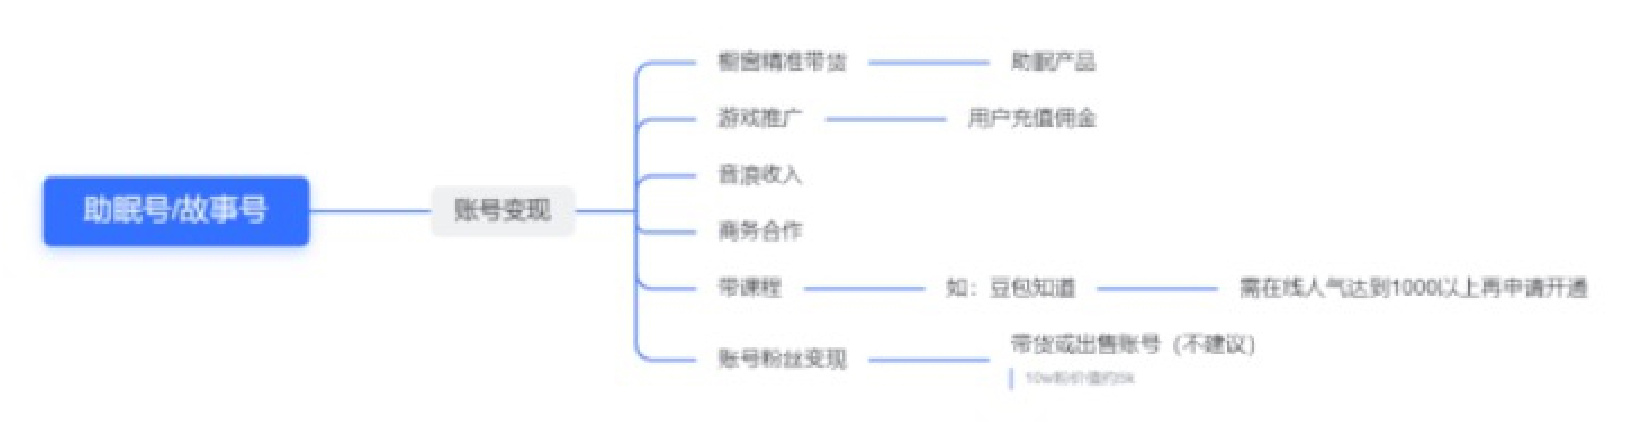 橱窗精准带货
助眠产品
游戏推广
用户充值佣金
音浪收入
助眠号/故事号
账号变现
商务合作
带课程
如：豆包知道
需在线人气达到1000以上再申请开通
账号粉丝变现
带货或出售账号（不建议）
10w粉价值约